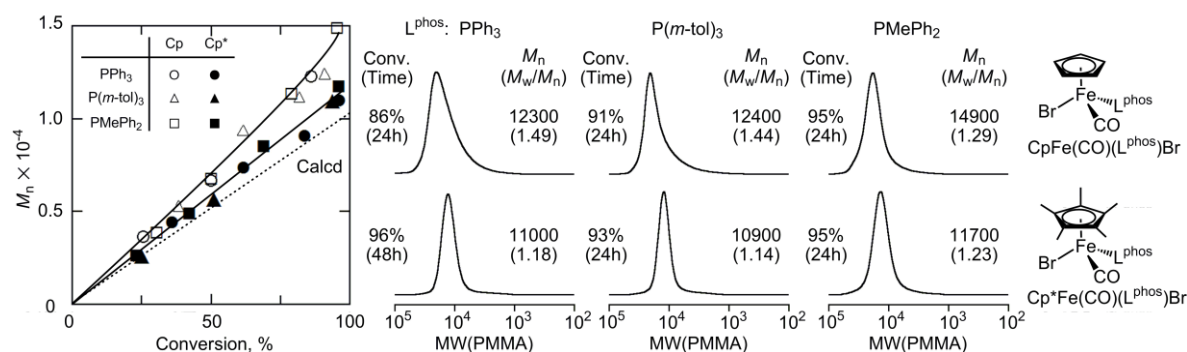 1.5
1.0
0.5
0
Mn × 10⁻⁴
Cp Cp*
PPh3
P(m-tol)3
PMePh2
Calcd
0 50 100
Conversion, %
Lphos: PPh3 P(m-tol)3 PMePh2
Conv. (Time) Mn (Mw/Mn) Conv. (Time) Mn (Mw/Mn) Conv. (Time) Mn (Mw/Mn)
86% (24h) 12300 (1.49) 91% (24h) 12400 (1.44) 95% (24h) 14900 (1.29)
96% (48h) 11000 (1.18) 93% (24h) 10900 (1.14) 95% (24h) 11700 (1.23)
10⁵ 10⁴ 10³ 10² 10⁵ 10⁴ 10³ 10² 10⁵ 10⁴ 10³ 10²
MW(PMMA) MW(PMMA) MW(PMMA)
Fe
Br
Lphos
CO
CpFe(CO)(Lphos)Br
Fe
Br
Lphos
CO
Cp*Fe(CO)(Lphos)Br